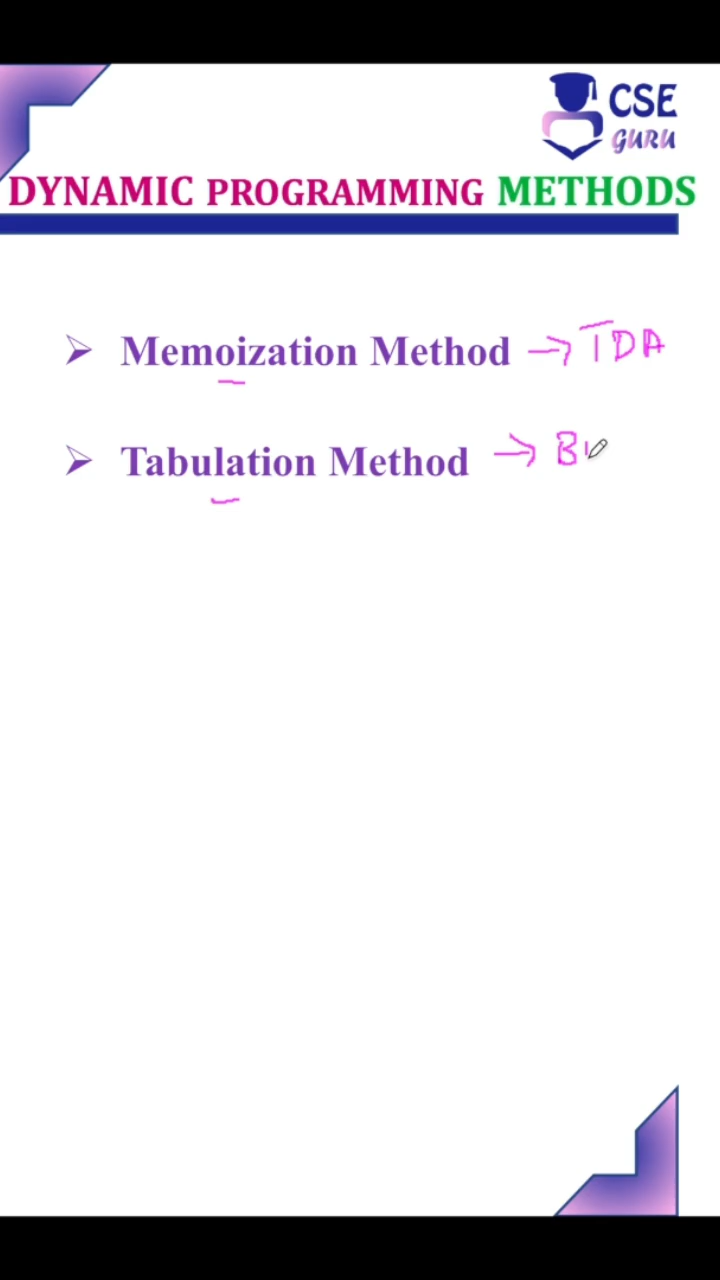 CSE
GURU
DYNAMIC PROGRAMMING METHODS
Memoization Method → TDA
Tabulation Method → B